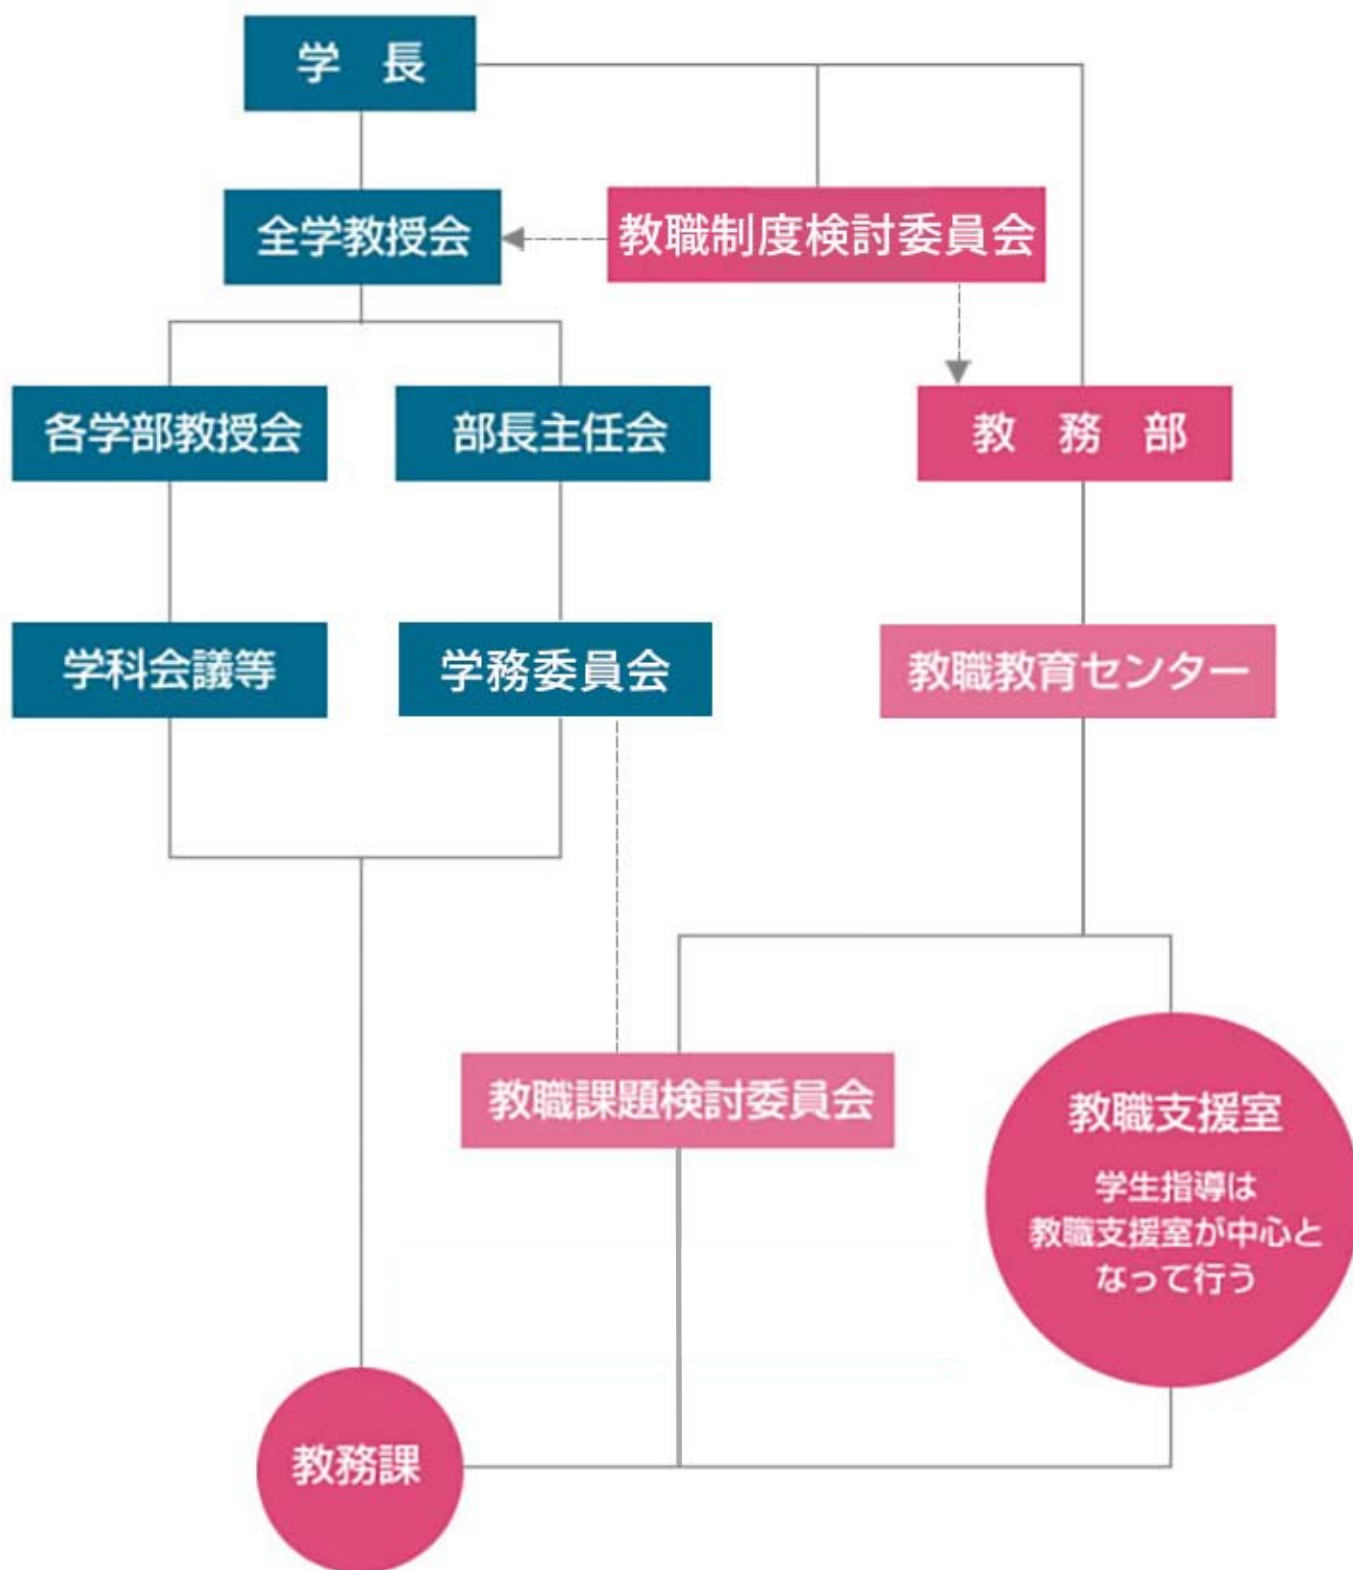 学 長
全学教授会
教職制度検討委員会
各学部教授会
部長主任会
教 務 部
学科会議等
学務委員会
教職教育センター
教職課題検討委員会
教職支援室
学生指導は
教職支援室が中心と
なって行う
教務課